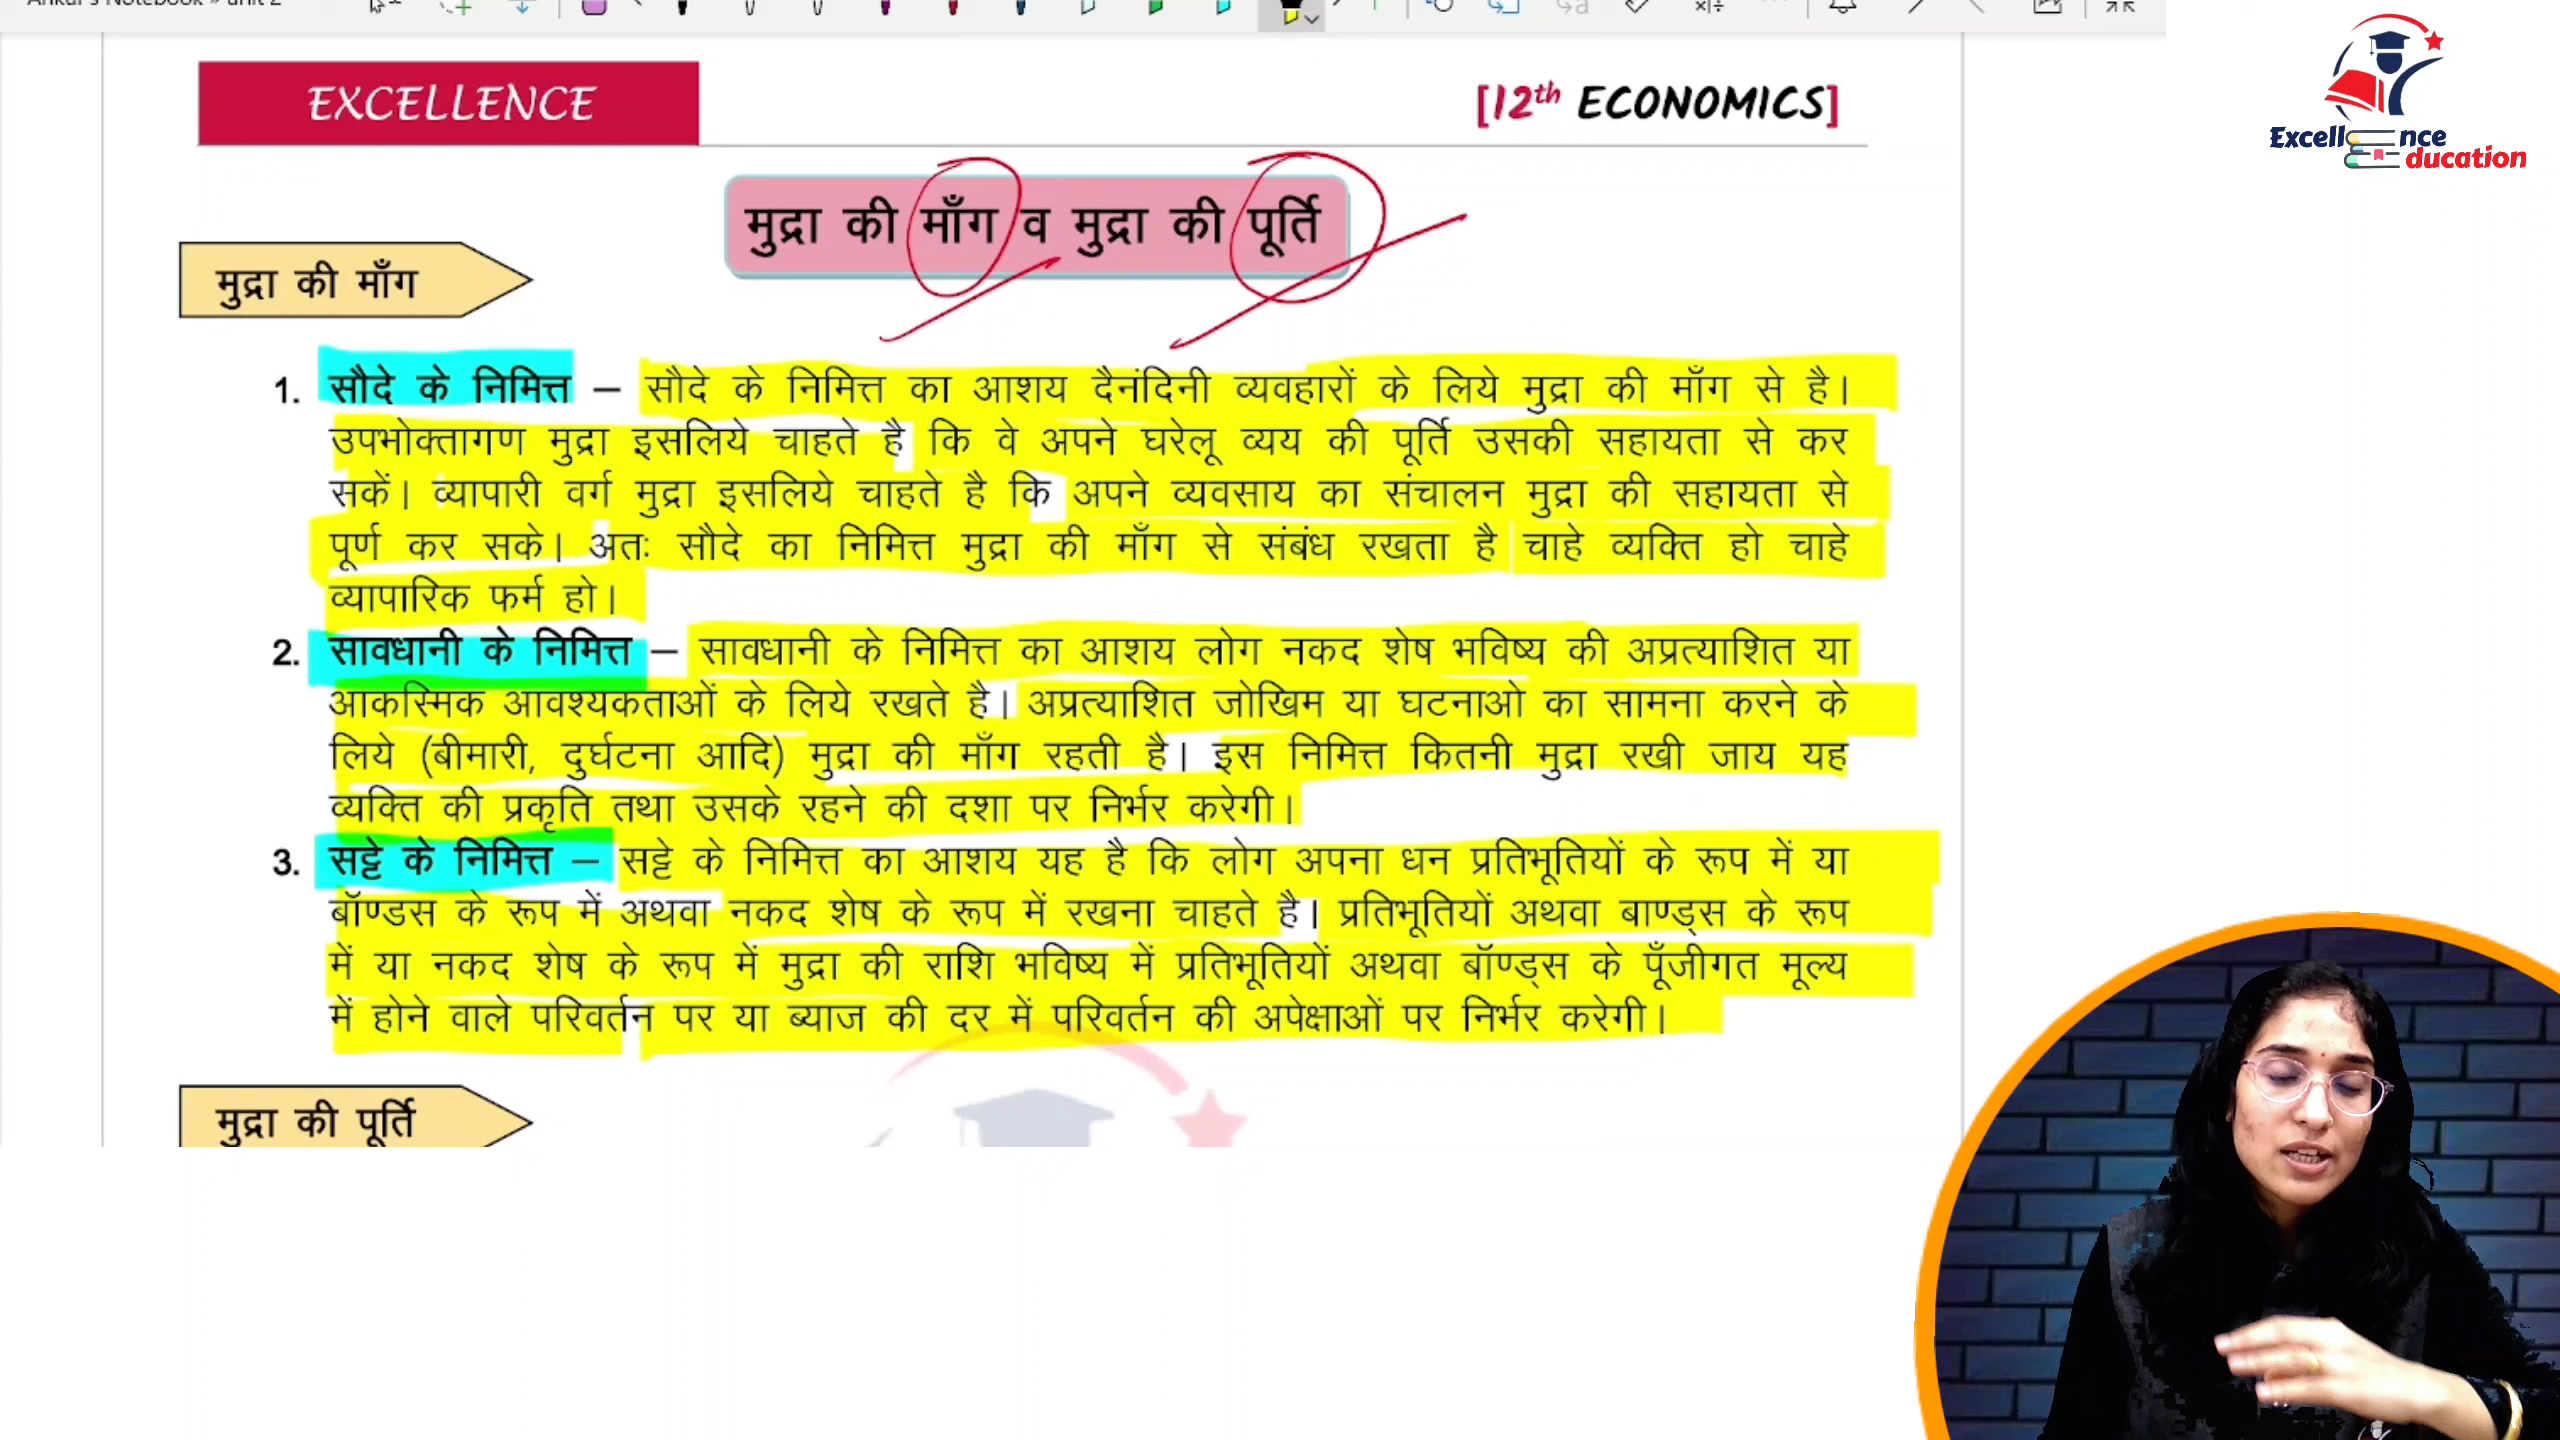 Ankur's Notebook » unit 2
EXCELLENCE
[12th ECONOMICS]
Excellence
Education
मुद्रा की माँग व मुद्रा की पूर्ति
मुद्रा की माँग
1. सौदे के निमित्त – सौदे के निमित्त का आशय दैनंदिनी व्यवहारों के लिये मुद्रा की माँग से है।
उपभोक्तागण मुद्रा इसलिये चाहते है कि वे अपने घरेलू व्यय की पूर्ति उसकी सहायता से कर
सकें। व्यापारी वर्ग मुद्रा इसलिये चाहते है कि अपने व्यवसाय का संचालन मुद्रा की सहायता से
पूर्ण कर सके। अतः सौदे का निमित्त मुद्रा की माँग से संबंध रखता है चाहे व्यक्ति हो चाहे
व्यापारिक फर्म हो।
2. सावधानी के निमित्त – सावधानी के निमित्त का आशय लोग नकद शेष भविष्य की अप्रत्याशित या
आकस्मिक आवश्यकताओं के लिये रखते है। अप्रत्याशित जोखिम या घटनाओ का सामना करने के
लिये (बीमारी, दुर्घटना आदि) मुद्रा की माँग रहती है। इस निमित्त कितनी मुद्रा रखी जाय यह
व्यक्ति की प्रकृति तथा उसके रहने की दशा पर निर्भर करेगी।
3. सट्टे के निमित्त – सट्टे के निमित्त का आशय यह है कि लोग अपना धन प्रतिभूतियों के रूप में या
बॉण्डस के रूप में अथवा नकद शेष के रूप में रखना चाहते है। प्रतिभूतियों अथवा बाण्ड्स के रूप
में या नकद शेष के रूप में मुद्रा की राशि भविष्य में प्रतिभूतियों अथवा बॉण्ड्स के पूँजीगत मूल्य
में होने वाले परिवर्तन पर या ब्याज की दर में परिवर्तन की अपेक्षाओं पर निर्भर करेगी।
मुद्रा की पूर्ति